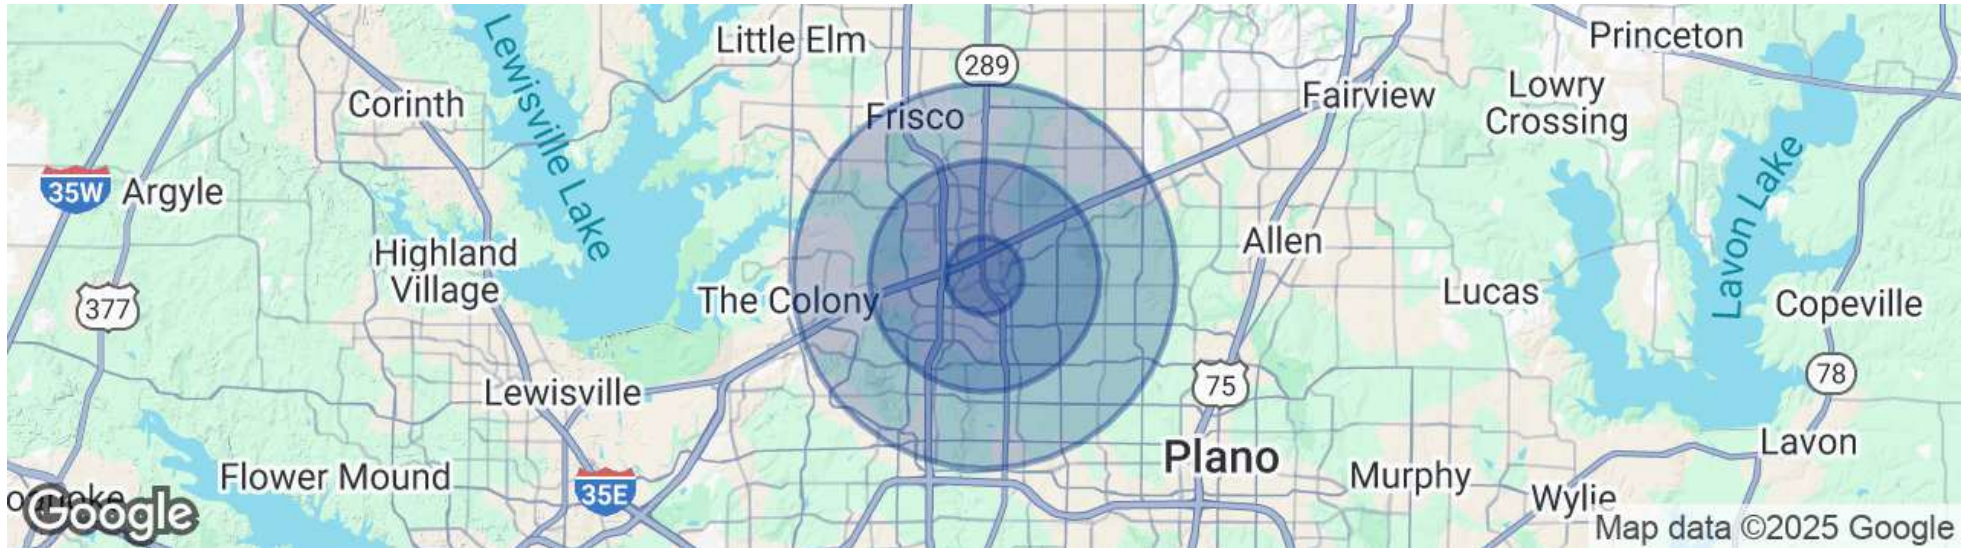 Little Elm
Princeton
289
Lewisville Lake
Corinth
Frisco
Fairview
Lowry
Crossing
35W
Argyle
Lavon Lake
Highland
Village
Allen
377
The Colony
Lucas
Copeville
75
78
Lewisville
Plano
Lavon
Flower Mound
35E
Murphy
Wylie
Google
Map data ©2025 Google